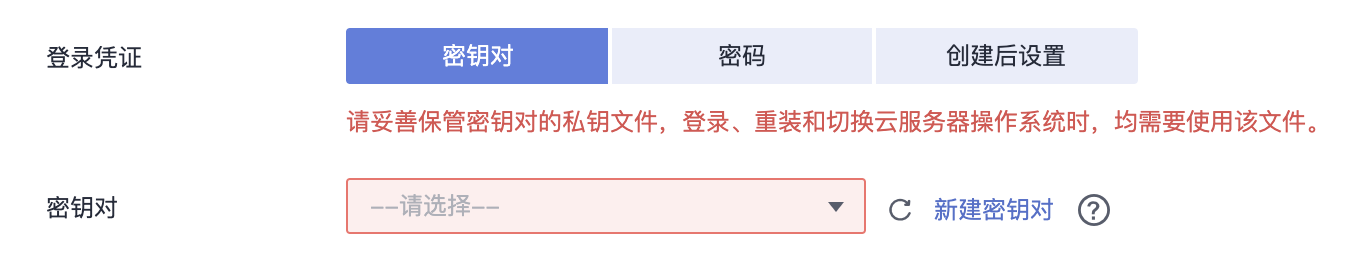 登录凭证 密钥对 密码 创建后设置
请妥善保管密钥对的私钥文件，登录、重装和切换云服务器操作系统时，均需要使用该文件。
密钥对 --请选择-- 新建密钥对 ?